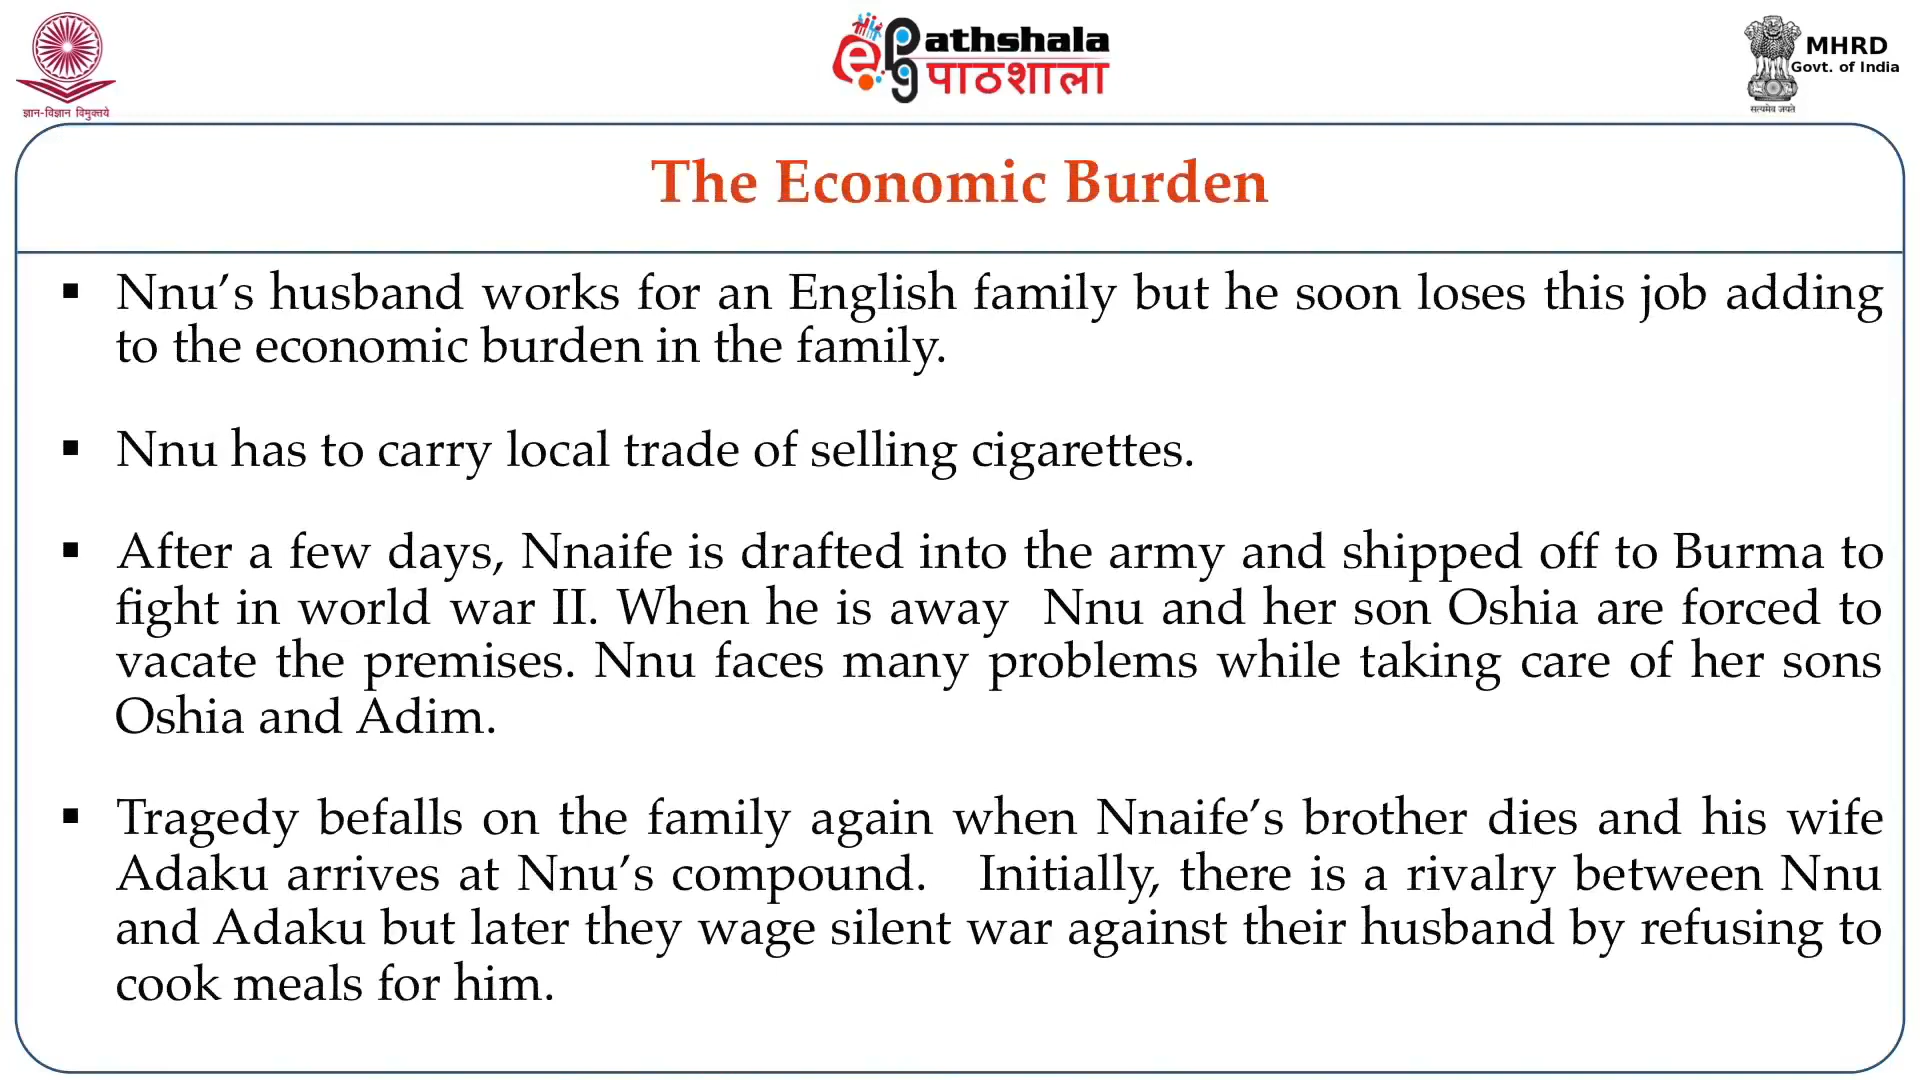 ज्ञान-विज्ञान विमुक्तये
e pg Pathshala
पाठशाला
MHRD
Govt. of India
सत्यमेव जयते
The Economic Burden
▪ Nnu’s husband works for an English family but he soon loses this job adding
to the economic burden in the family.
▪ Nnu has to carry local trade of selling cigarettes.
▪ After a few days, Nnaife is drafted into the army and shipped off to Burma to
fight in world war II. When he is away  Nnu and her son Oshia are forced to
vacate the premises. Nnu faces many problems while taking care of her sons
Oshia and Adim.
▪ Tragedy befalls on the family again when Nnaife’s brother dies and his wife
Adaku arrives at Nnu’s compound.   Initially, there is a rivalry between Nnu
and Adaku but later they wage silent war against their husband by refusing to
cook meals for him.